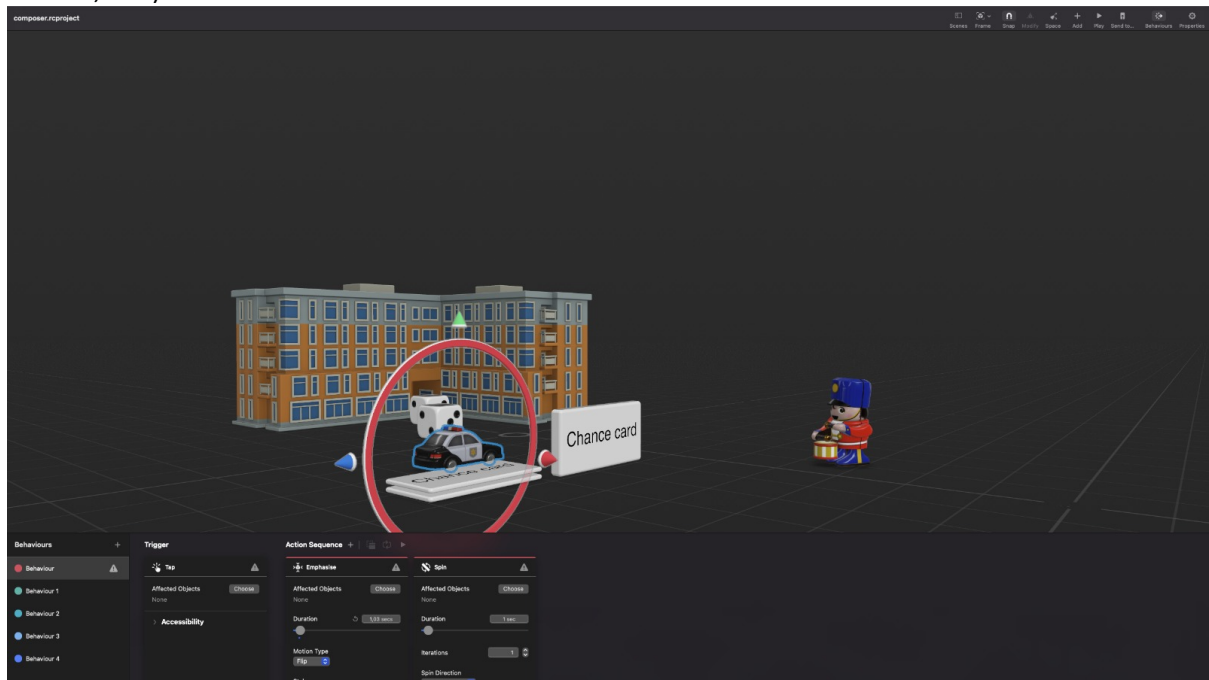 composer.rcproject
Scenes Frame Snap Modify Space Add Play Send to... Behaviours Properties
Chance card
Chance card
Behaviours +
Trigger
Action Sequence +
Behaviour
Behaviour 1
Behaviour 2
Behaviour 3
Behaviour 4
Tap
Affected Objects Choose
None
Accessibility
Emphasise
Affected Objects Choose
None
Duration
Motion Type
Flip
Spin
Affected Objects Choose
None
Duration 1 sec
Iterations 1
Spin Direction